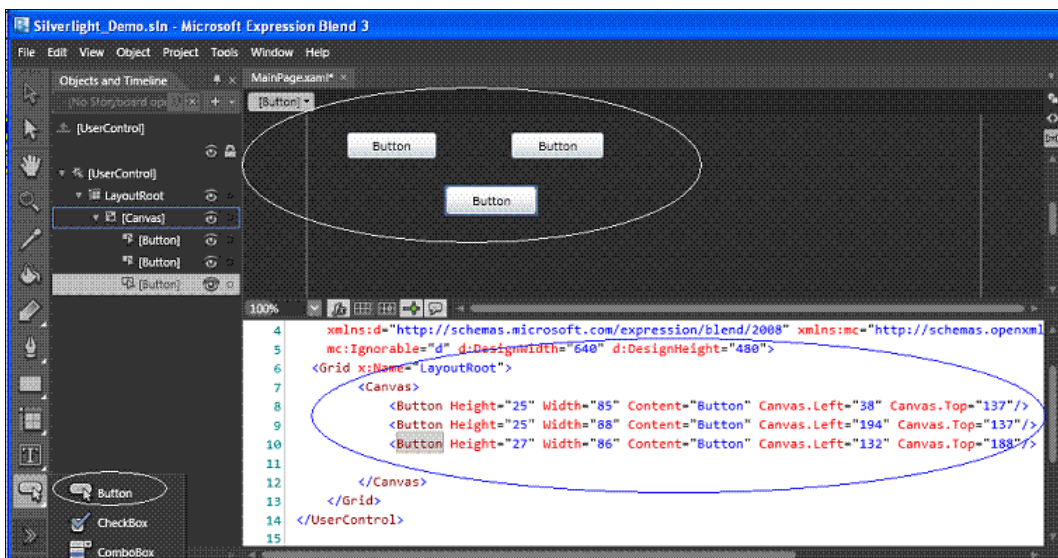 Silverlight_Demo.sln - Microsoft Expression Blend 3
File Edit View Object Project Tools Window Help
Objects and Timeline
MainPage.xaml*
(No Storyboard op
[Button]
[UserControl]
[UserControl]
LayoutRoot
[Canvas]
[Button]
[Button]
[Button]
Button
Button
Button
100%
4 xmlns:d="http://schemas.microsoft.com/expression/blend/2008" xmlns:mc="http://schemas.openxml
5 mc:Ignorable="d" d:DesignWidth="640" d:DesignHeight="480">
6 <Grid x:Name="LayoutRoot">
7 <Canvas>
8 <Button Height="25" Width="85" Content="Button" Canvas.Left="38" Canvas.Top="137"/>
9 <Button Height="25" Width="88" Content="Button" Canvas.Left="194" Canvas.Top="137"/>
10 <Button Height="27" Width="86" Content="Button" Canvas.Left="132" Canvas.Top="188"/>
11
12 </Canvas>
13 </Grid>
14 </UserControl>
15
Button
CheckBox
ComboBox